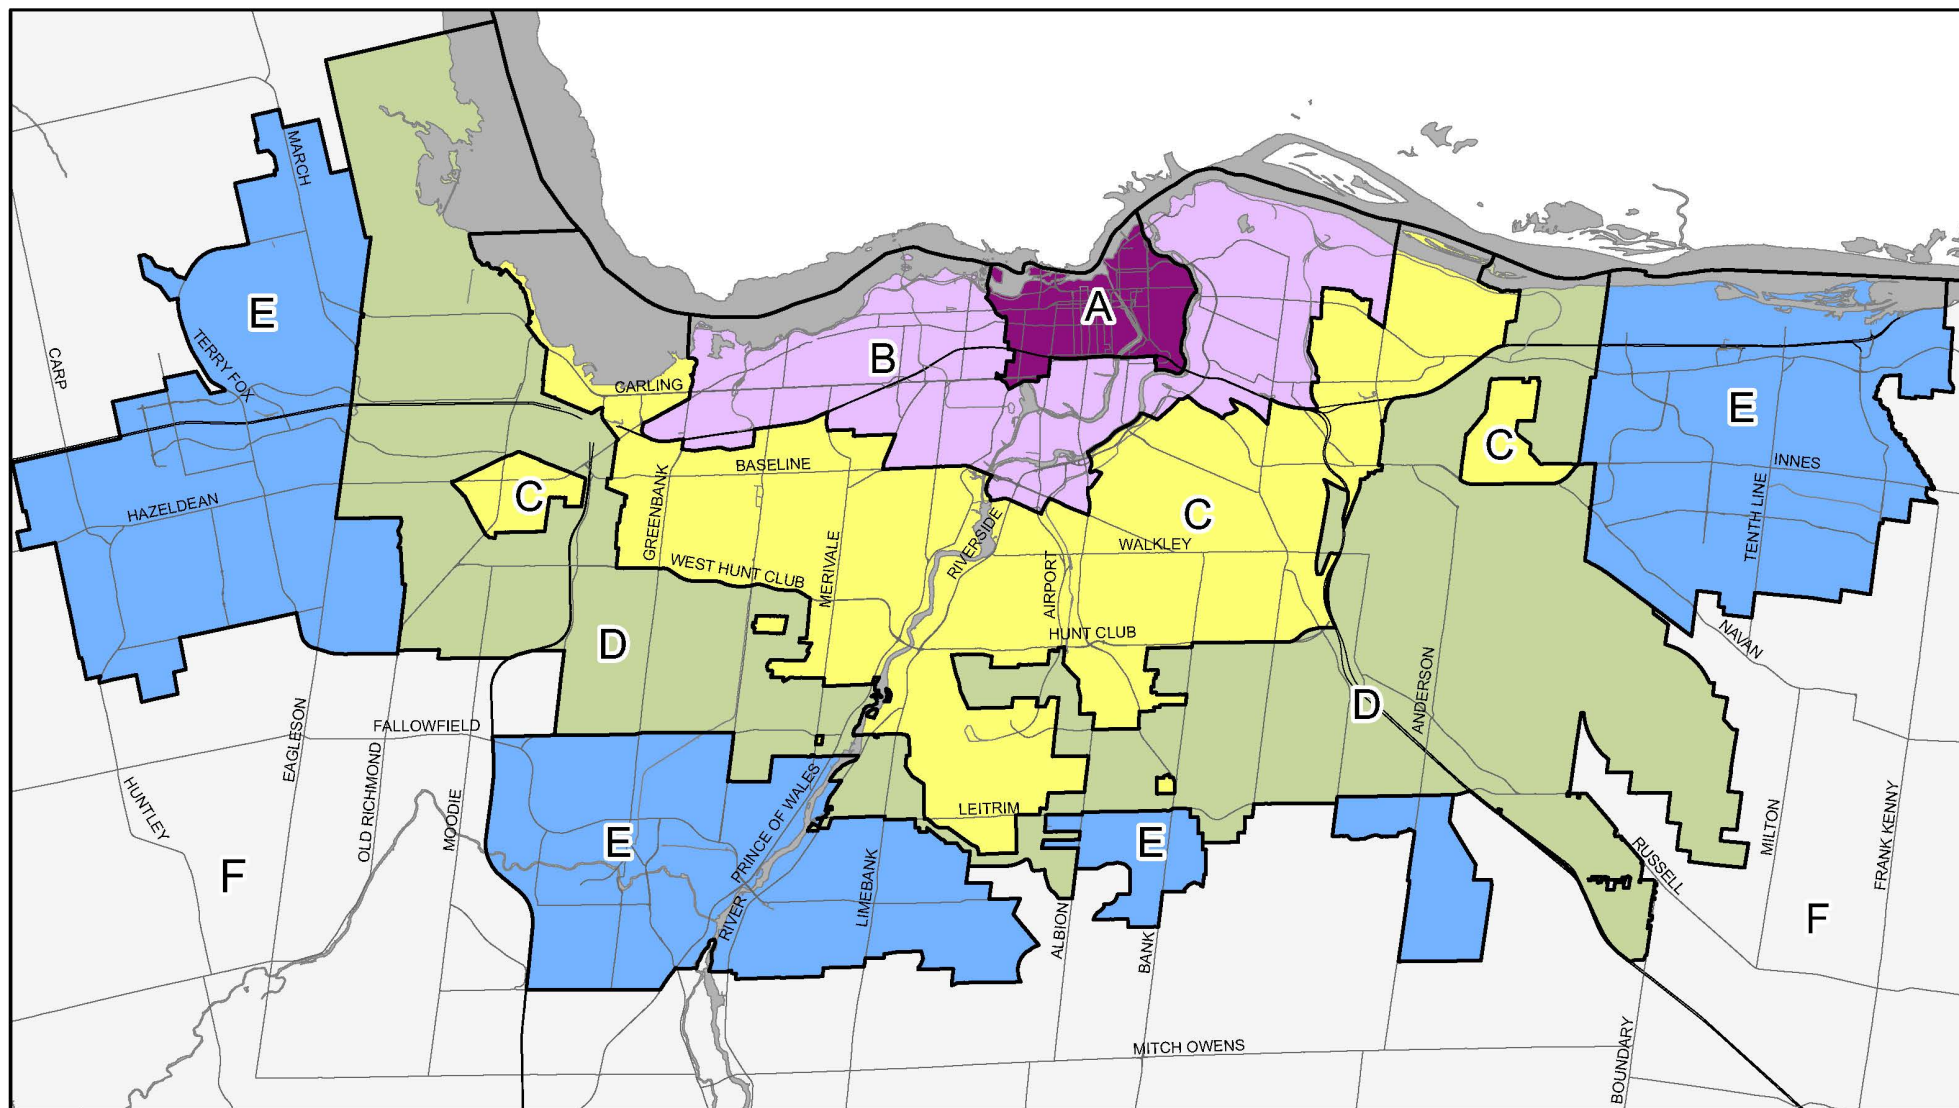 MARCH
E
A
TERRY FOX
CARP
B
CARLING
E
HAZELDEAN
C
GREENBANK
BASELINE
MERIVALE
WEST HUNT CLUB
RIVERSIDE
AIRPORT
C
WALKLEY
HUNT CLUB
C
INNES
TENTH LINE
NAVAN
D
D
ANDERSON
EAGLESON
FALLOWFIELD
OLD RICHMOND
HUNTLEY
MOODIE
F
E
PRINCE OF WALES
RIVER
LIMEBANK
LEITRIM
ALBION
E
BANK
RUSSELL
MILTON
FRANK KENNY
F
MITCH OWENS
BOUNDARY